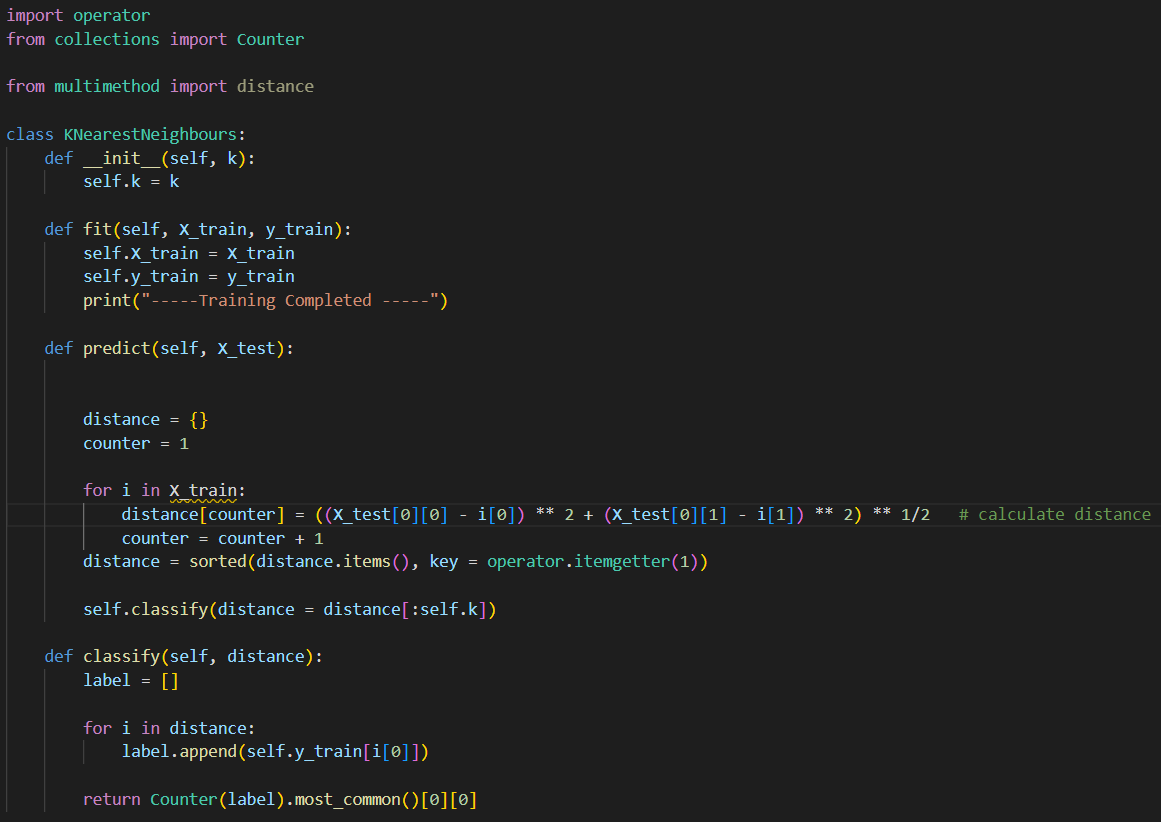 import operator
from collections import Counter
from multimethod import distance
class KNearestNeighbours:
def __init__(self, k):
self.k = k
def fit(self, X_train, y_train):
self.X_train = X_train
self.y_train = y_train
print("-----Training Completed -----")
def predict(self, X_test):
distance = {}
counter = 1
for i in X_train:
distance[counter] = ((X_test[0][0] - i[0]) ** 2 + (X_test[0][1] - i[1]) ** 2) ** 1/2   # calculate distance
counter = counter + 1
distance = sorted(distance.items(), key = operator.itemgetter(1))
self.classify(distance = distance[:self.k])
def classify(self, distance):
label = []
for i in distance:
label.append(self.y_train[i[0]])
return Counter(label).most_common()[0][0]